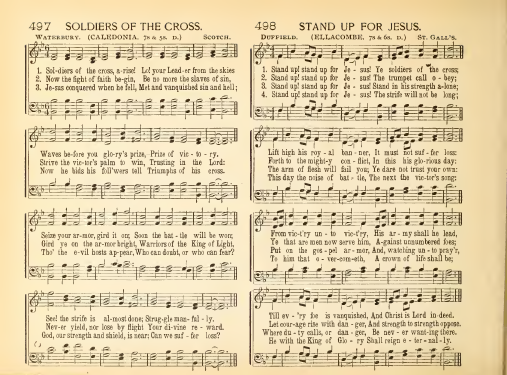 497 SOLDIERS OF THE CROSS.
WATERBURY. (CALEDONIA. 7s & 5s. D.) SCOTCH.
1. Sol-diers of the cross, a-rise! Lo! your Lead-er from the skies
2. Now the fight of faith be-gin, Be no more the slaves of sin,
3. Je-sus conquered when he fell, Met and vanquished sin and hell;
Waves be-fore you glo-ry's prize, Prize of vic - to - ry.
Strive the vic-tor's palm to win, Trusting in the Lord:
Now he bids his foll'wers tell Triumphs of his cross.
Seize your ar-mor, gird it on; Soon the bat - tle will be won;
Gird ye on the ar-mor bright, Warriors of the King of Light,
Tho' the e-vil hosts ap-pear, Who can doubt, or who can fear?
See! the strife is al-most done; Strug-gle man - ful - ly.
Nev-er yield, nor lose by flight Your di-vine re - ward.
God, our strength and shield, is near: Can we suf - fer loss?
498 STAND UP FOR JESUS.
DUFFIELD. (ELLACOMBE. 7s & 6s. D.) ST. GALL'S.
1. Stand up! stand up for Je - sus! Ye soldiers of the cross;
2. Stand up! stand up for Je - sus! The trumpet call o - bey;
3. Stand up! stand up for Je - sus! Stand in his strength a-lone;
4. Stand up! stand up for Je - sus! The strife will not be long;
Lift high his roy - al ban - ner, It must not suf - fer loss:
Forth to the might-y con - flict, In this his glo-rious day:
The arm of flesh will fail you; Ye dare not trust your own:
This day the noise of bat - tle, The next the vic-tor's song;
From vic-t'ry un - to vic-t'ry, His ar - my shall he lead,
Ye that are men now serve him, A-gainst unnumbered foes;
Put on the gos - pel ar - mor, And, watching un - to pray'r,
To him that o - ver-com-eth, A crown of life shall be;
Till ev - 'ry foe is vanquished, And Christ is Lord in-deed.
Let cour-age rise with dan - ger, And strength to strength oppose.
Where du-ty calls, or dan - ger, Be nev - er want-ing there.
He with the King of Glo - ry Shall reign e - ter - nal - ly.